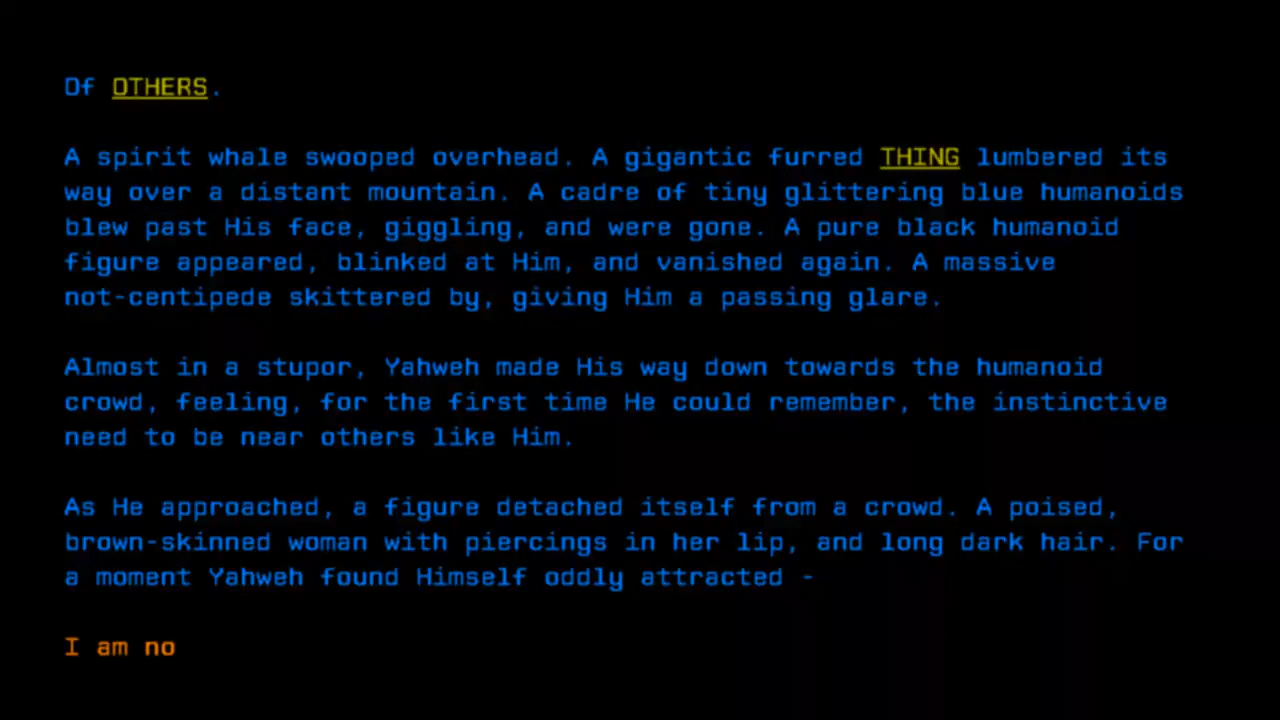 Of OTHERS.
A spirit whale swooped overhead. A gigantic furred THING lumbered its
way over a distant mountain. A cadre of tiny glittering blue humanoids
blew past His face, giggling, and were gone. A pure black humanoid
figure appeared, blinked at Him, and vanished again. A massive
not-centipede skittered by, giving Him a passing glare.
Almost in a stupor, Yahweh made His way down towards the humanoid
crowd, feeling, for the first time He could remember, the instinctive
need to be near others like Him.
As He approached, a figure detached itself from a crowd. A poised,
brown-skinned woman with piercings in her lip, and long dark hair. For
a moment Yahweh found Himself oddly attracted -
I am no